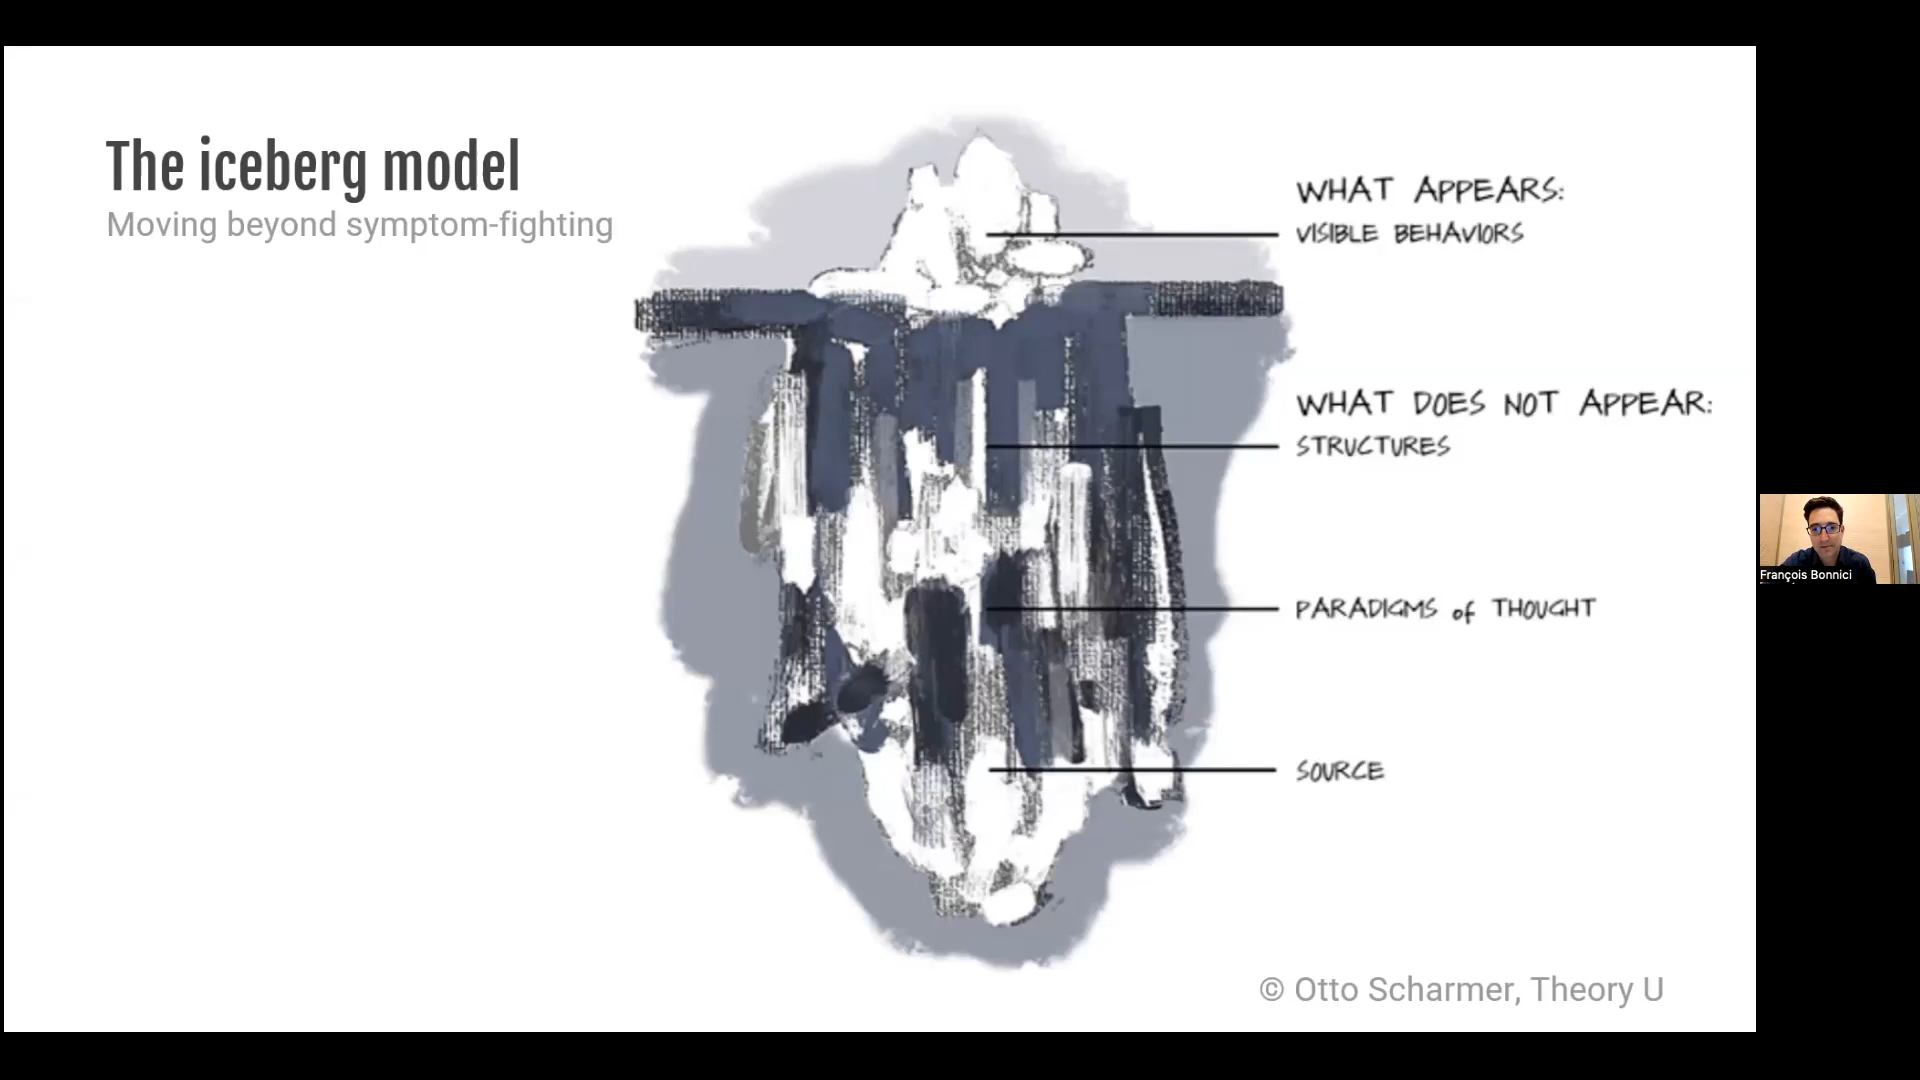 The iceberg model
Moving beyond symptom-fighting
WHAT APPEARS:
VISIBLE BEHAVIORS
WHAT DOES NOT APPEAR:
STRUCTURES
PARADIGMS of THOUGHT
SOURCE
© Otto Scharmer, Theory U
François Bonnici